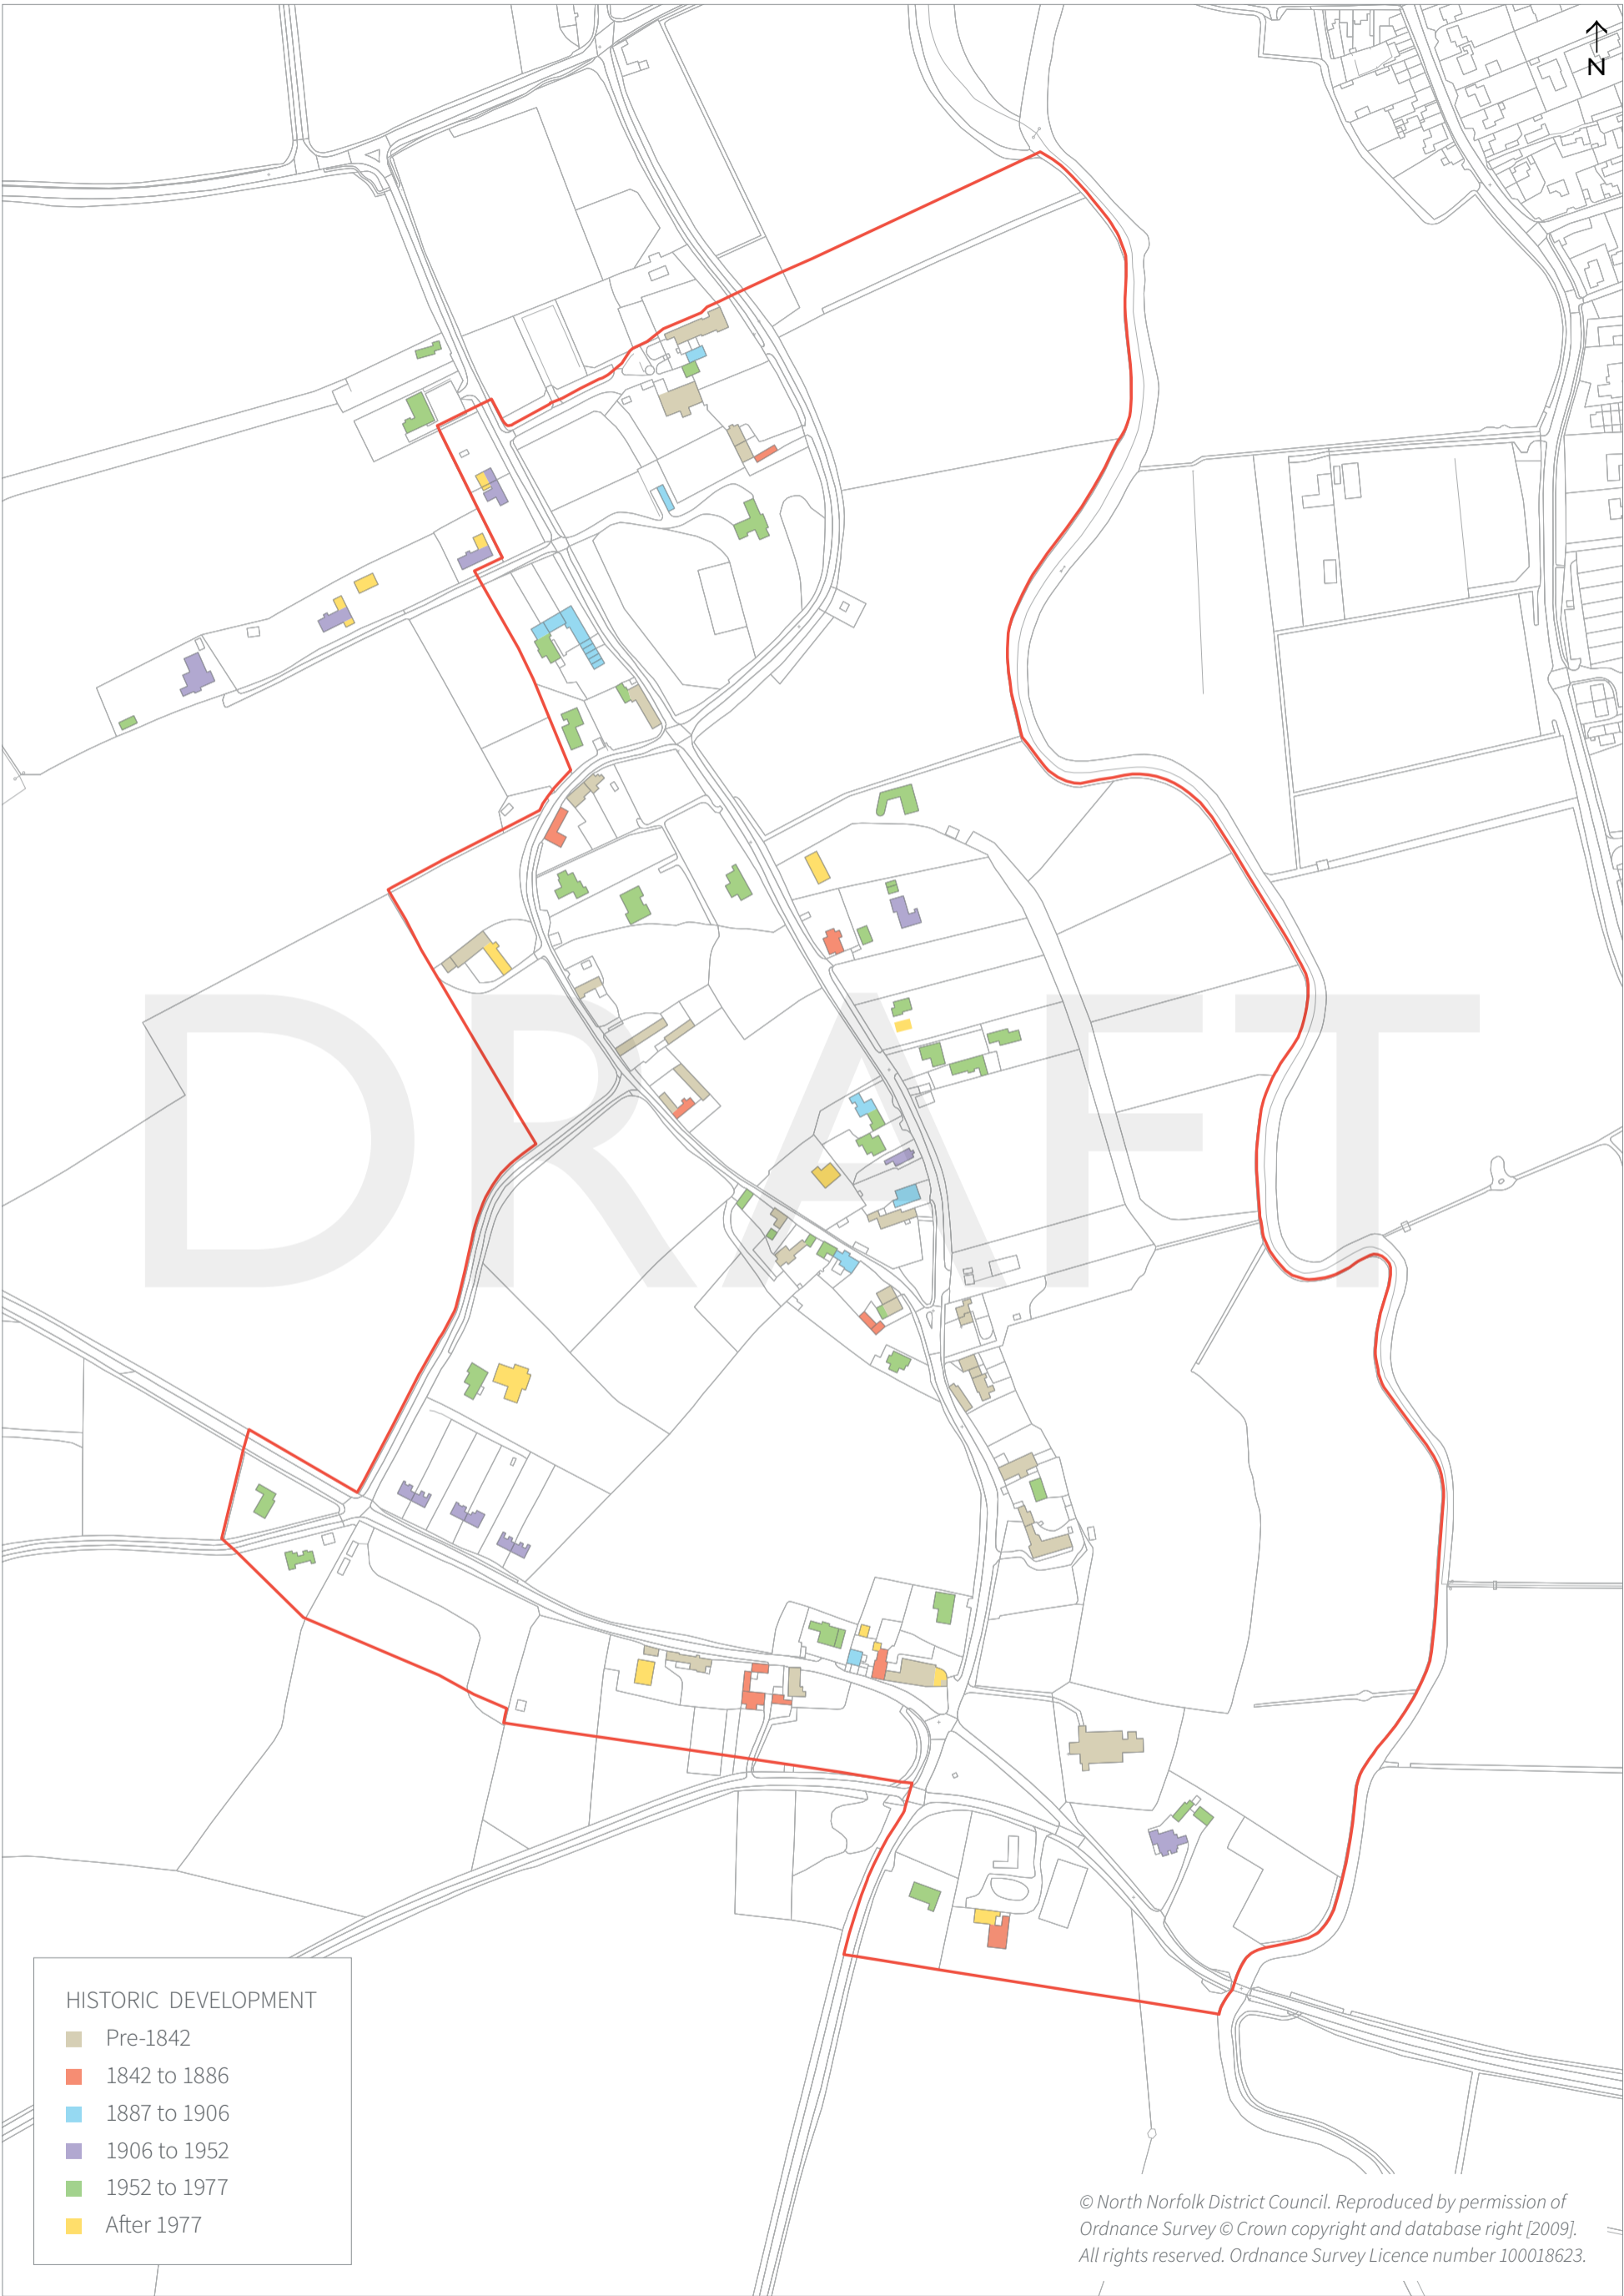 N
DRAFT
HISTORIC DEVELOPMENT
Pre-1842
1842 to 1886
1887 to 1906
1906 to 1952
1952 to 1977
After 1977
© North Norfolk District Council. Reproduced by permission of
Ordnance Survey © Crown copyright and database right [2009].
All rights reserved. Ordnance Survey Licence number 100018623.